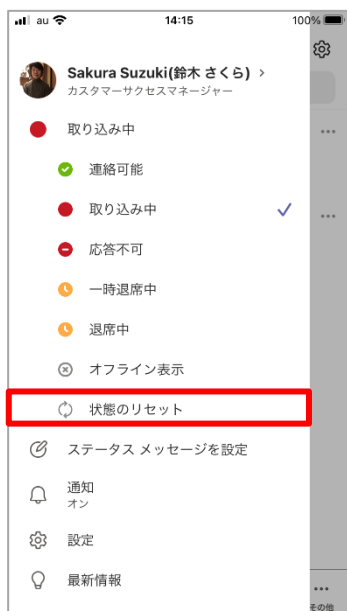 au
14:15
100%
Sakura Suzuki(鈴木 さくら)
カスタマーサクセスマネージャー
取り込み中
連絡可能
取り込み中
応答不可
一時退席中
退席中
オフライン表示
状態のリセット
ステータス メッセージを設定
通知
オン
設定
最新情報
その他